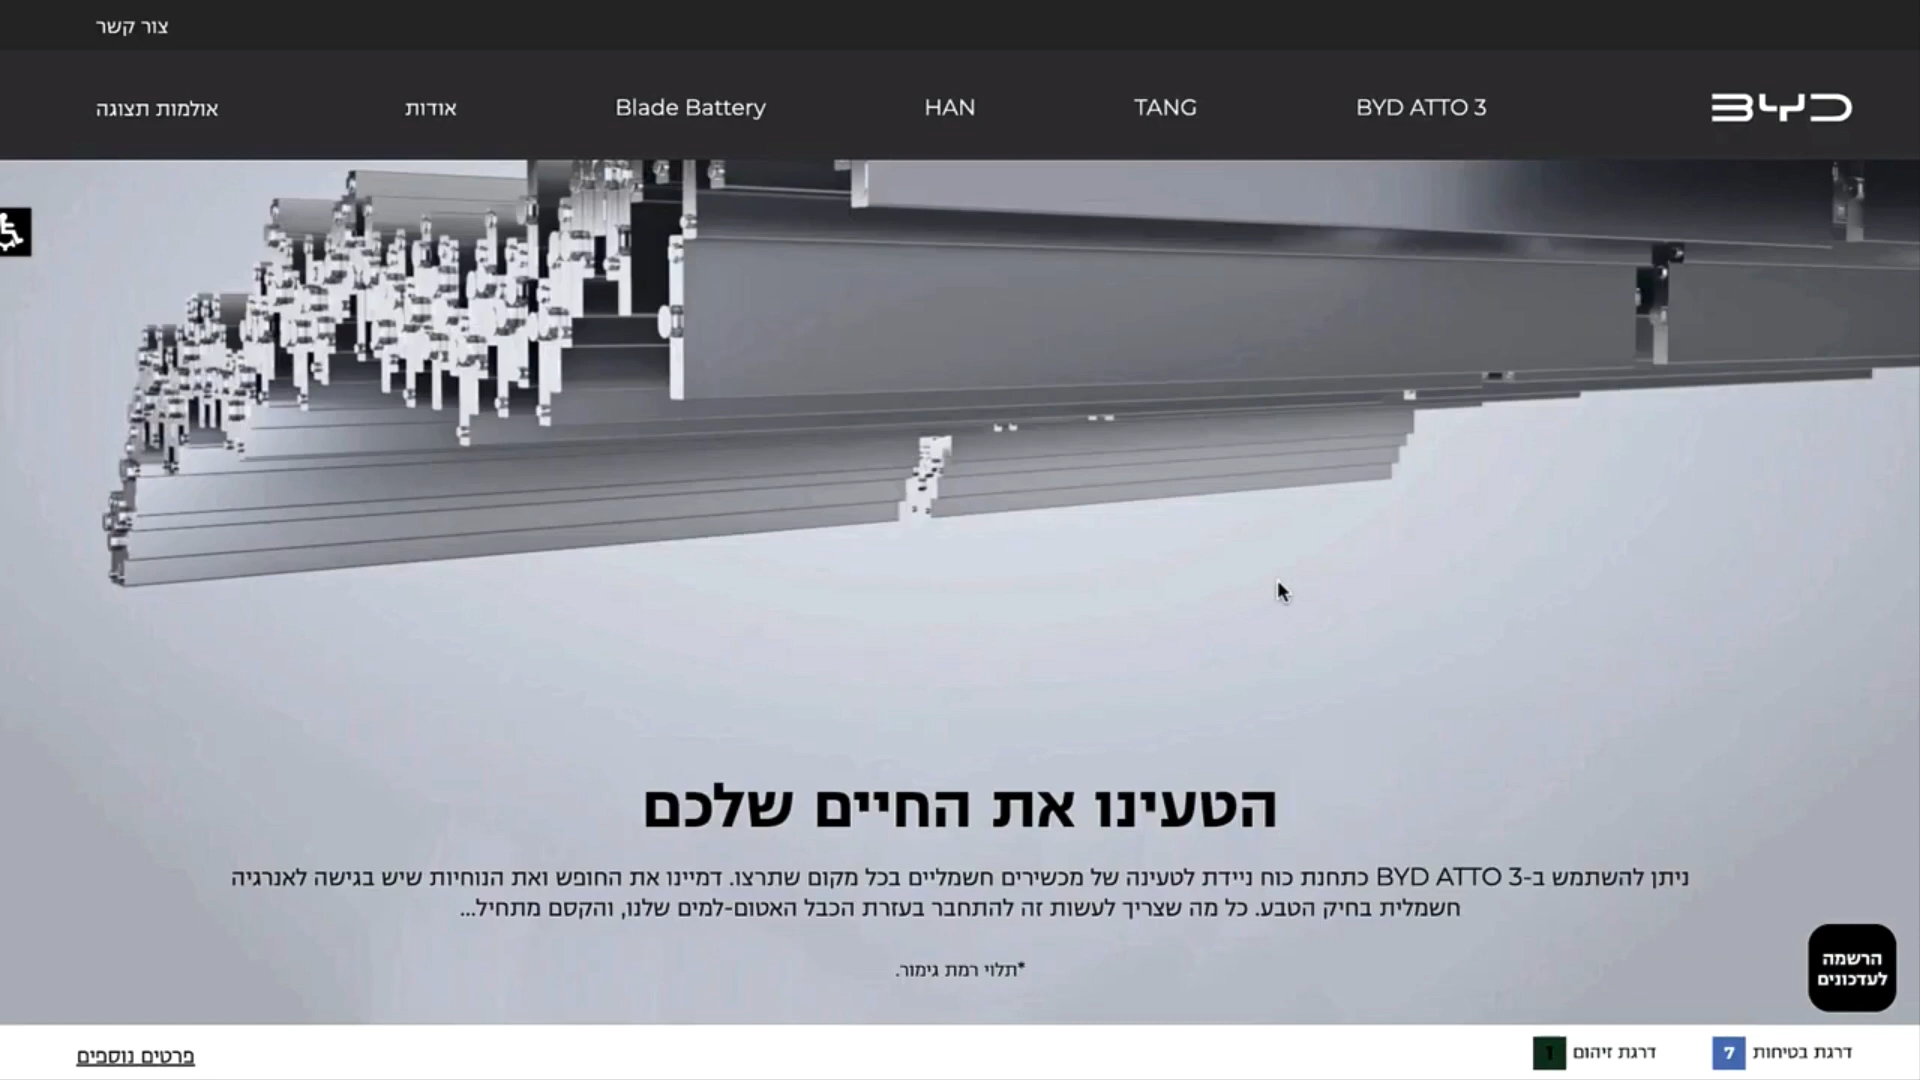 צור קשר
BYD
BYD ATTO 3
TANG
HAN
Blade Battery
אודות
אולמות תצוגה
הטעינו את החיים שלכם
ניתן להשתמש ב-BYD ATTO 3 כתחנת כוח ניידת לטעינה של מכשירים חשמליים בכל מקום שתרצו. דמיינו את החופש ואת הנוחיות שיש בגישה לאנרגיה
חשמלית בחיק הטבע. כל מה שצריך לעשות זה להתחבר בעזרת הכבל האטום-למים שלנו, והקסם מתחיל...
*תלוי רמת גימור.
הרשמה
לעדכונים
דרגת בטיחות 7
דרגת זיהום 1
פרטים נוספים